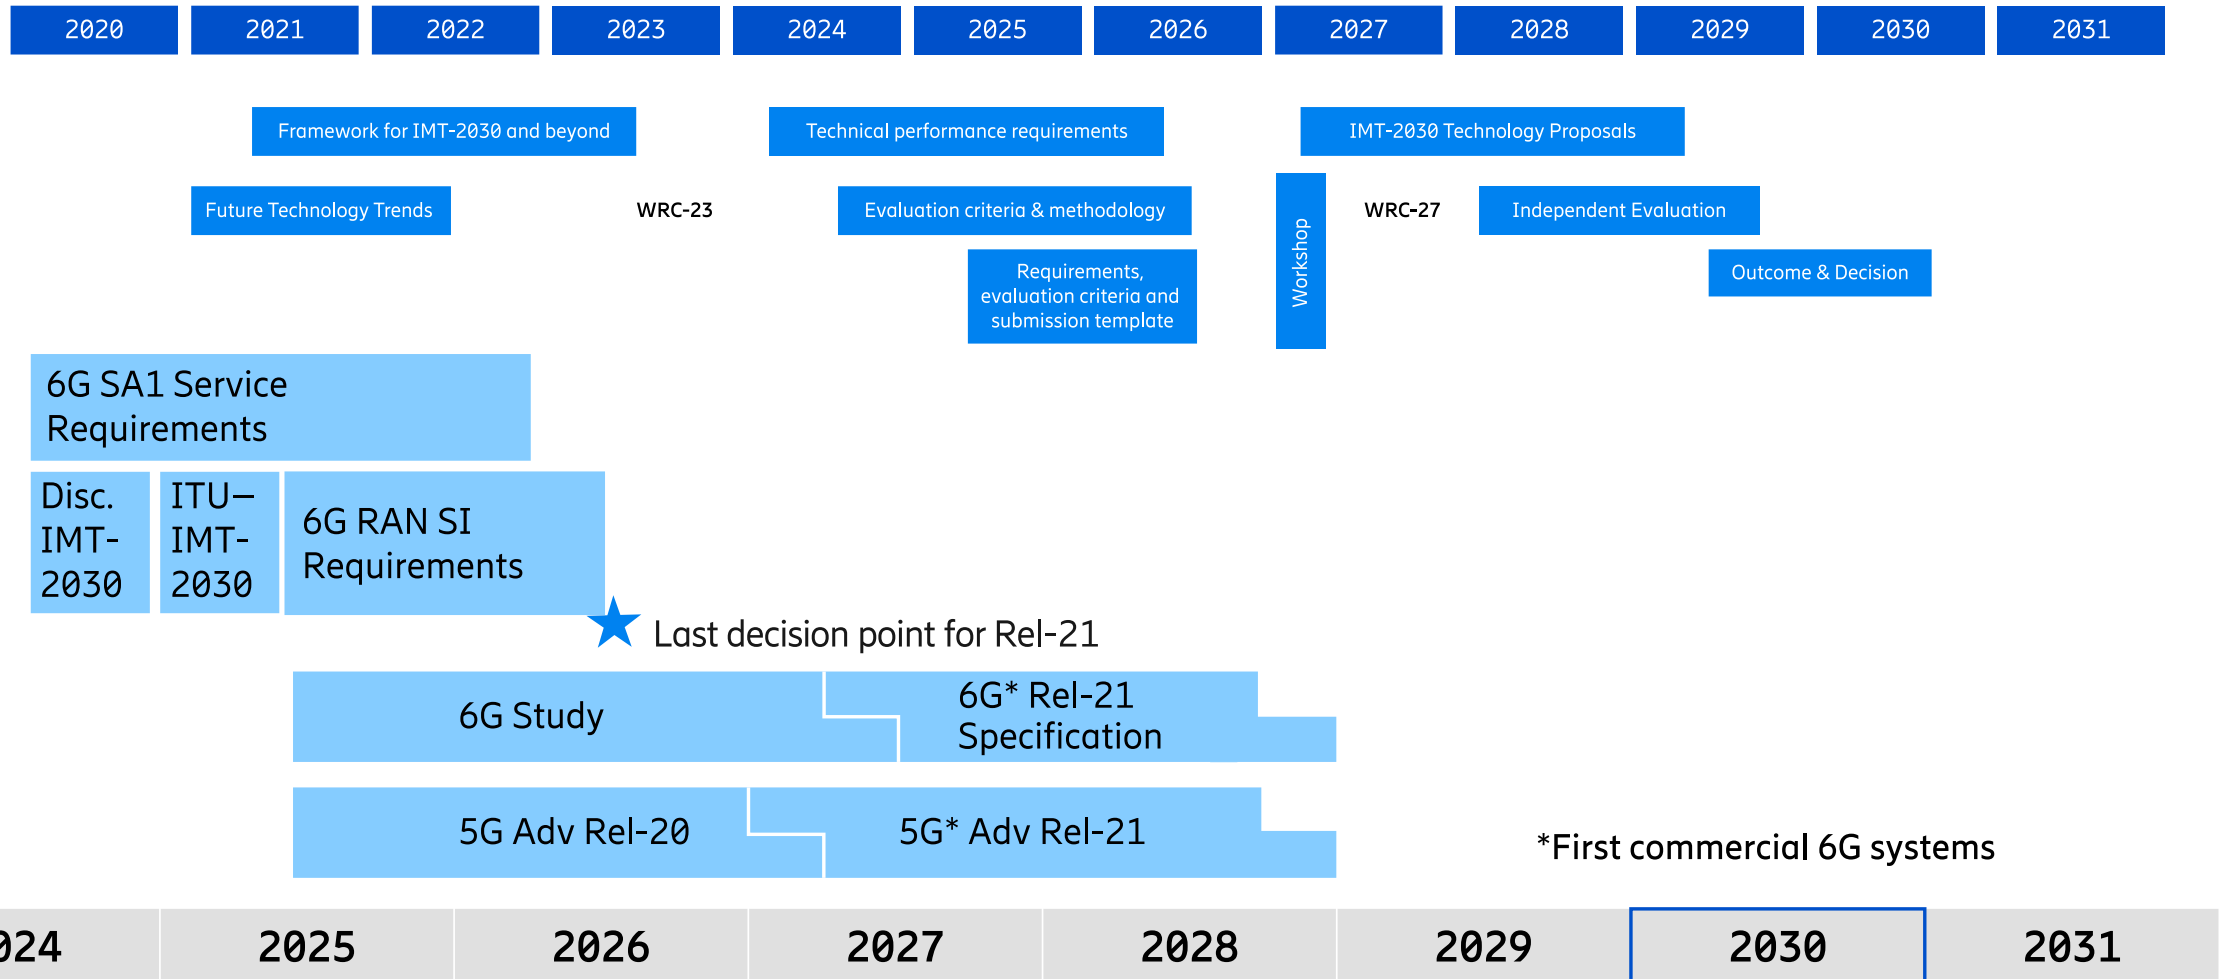 2020 2021 2022 2023 2024 2025 2026 2027 2028 2029 2030 2031
Framework for IMT-2030 and beyond
Technical performance requirements
IMT-2030 Technology Proposals
Future Technology Trends
WRC-23
Evaluation criteria & methodology
Workshop
WRC-27
Independent Evaluation
Requirements,
evaluation criteria and
submission template
Outcome & Decision
6G SA1 Service
Requirements
Disc.
IMT-
2030
ITU–
IMT-
2030
6G RAN SI
Requirements
Last decision point for Rel-21
6G Study
6G* Rel-21
Specification
5G Adv Rel-20
5G* Adv Rel-21
*First commercial 6G systems
024 2025 2026 2027 2028 2029 2030 2031